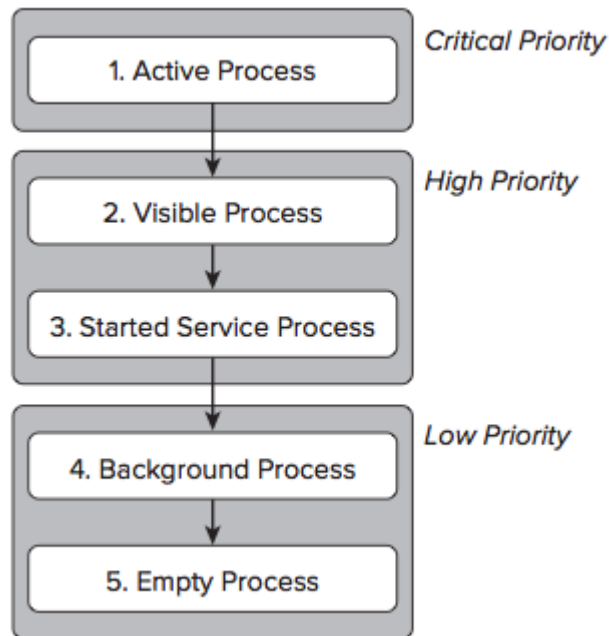 Critical Priority
1. Active Process
High Priority
2. Visible Process
3. Started Service Process
Low Priority
4. Background Process
5. Empty Process